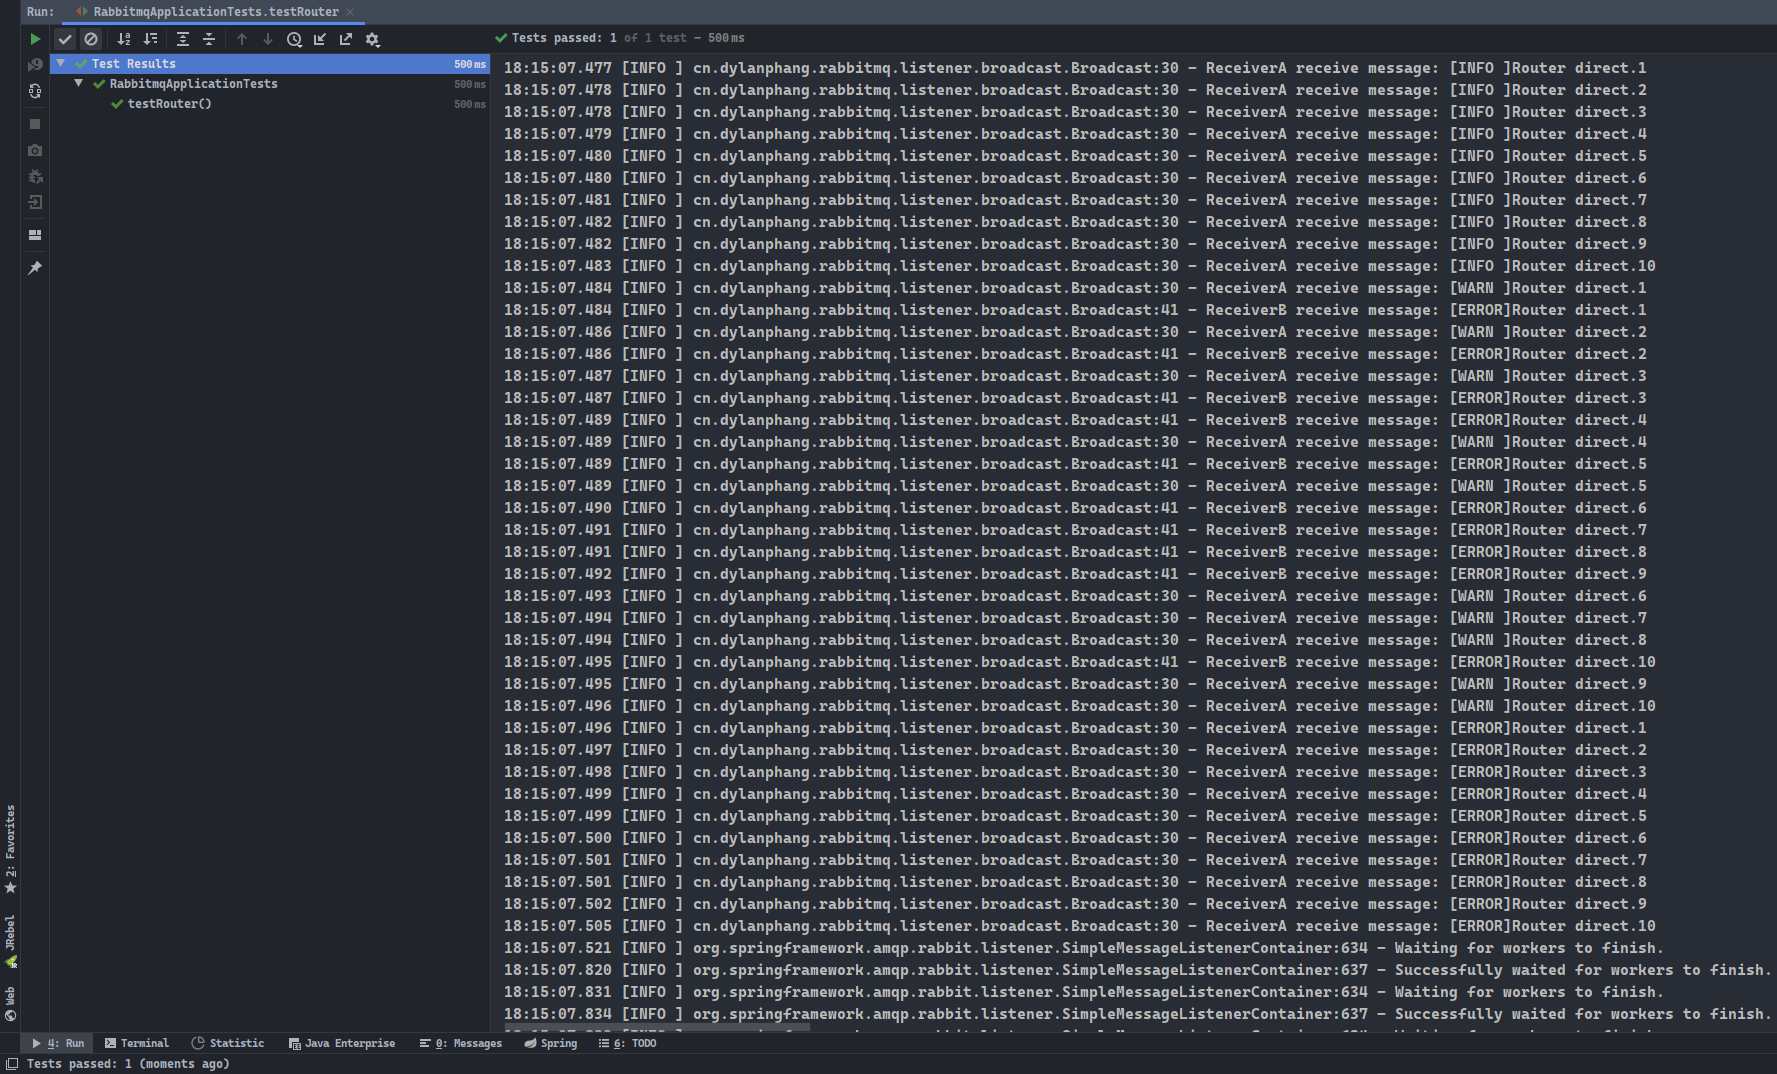 Run: RabbitmqApplicationTests.testRouter
Tests passed: 1 of 1 test – 500 ms
Test Results 500 ms
RabbitmqApplicationTests 500 ms
testRouter() 500 ms
18:15:07.477 [INFO ] cn.dylanphang.rabbitmq.listener.broadcast.Broadcast:30 - ReceiverA receive message: [INFO ]Router direct.1
18:15:07.478 [INFO ] cn.dylanphang.rabbitmq.listener.broadcast.Broadcast:30 - ReceiverA receive message: [INFO ]Router direct.2
18:15:07.478 [INFO ] cn.dylanphang.rabbitmq.listener.broadcast.Broadcast:30 - ReceiverA receive message: [INFO ]Router direct.3
18:15:07.479 [INFO ] cn.dylanphang.rabbitmq.listener.broadcast.Broadcast:30 - ReceiverA receive message: [INFO ]Router direct.4
18:15:07.480 [INFO ] cn.dylanphang.rabbitmq.listener.broadcast.Broadcast:30 - ReceiverA receive message: [INFO ]Router direct.5
18:15:07.480 [INFO ] cn.dylanphang.rabbitmq.listener.broadcast.Broadcast:30 - ReceiverA receive message: [INFO ]Router direct.6
18:15:07.481 [INFO ] cn.dylanphang.rabbitmq.listener.broadcast.Broadcast:30 - ReceiverA receive message: [INFO ]Router direct.7
18:15:07.482 [INFO ] cn.dylanphang.rabbitmq.listener.broadcast.Broadcast:30 - ReceiverA receive message: [INFO ]Router direct.8
18:15:07.482 [INFO ] cn.dylanphang.rabbitmq.listener.broadcast.Broadcast:30 - ReceiverA receive message: [INFO ]Router direct.9
18:15:07.483 [INFO ] cn.dylanphang.rabbitmq.listener.broadcast.Broadcast:30 - ReceiverA receive message: [INFO ]Router direct.10
18:15:07.484 [INFO ] cn.dylanphang.rabbitmq.listener.broadcast.Broadcast:30 - ReceiverA receive message: [WARN ]Router direct.1
18:15:07.484 [INFO ] cn.dylanphang.rabbitmq.listener.broadcast.Broadcast:41 - ReceiverB receive message: [ERROR]Router direct.1
18:15:07.486 [INFO ] cn.dylanphang.rabbitmq.listener.broadcast.Broadcast:30 - ReceiverA receive message: [WARN ]Router direct.2
18:15:07.486 [INFO ] cn.dylanphang.rabbitmq.listener.broadcast.Broadcast:41 - ReceiverB receive message: [ERROR]Router direct.2
18:15:07.487 [INFO ] cn.dylanphang.rabbitmq.listener.broadcast.Broadcast:30 - ReceiverA receive message: [WARN ]Router direct.3
18:15:07.487 [INFO ] cn.dylanphang.rabbitmq.listener.broadcast.Broadcast:41 - ReceiverB receive message: [ERROR]Router direct.3
18:15:07.489 [INFO ] cn.dylanphang.rabbitmq.listener.broadcast.Broadcast:41 - ReceiverB receive message: [ERROR]Router direct.4
18:15:07.489 [INFO ] cn.dylanphang.rabbitmq.listener.broadcast.Broadcast:30 - ReceiverA receive message: [WARN ]Router direct.4
18:15:07.489 [INFO ] cn.dylanphang.rabbitmq.listener.broadcast.Broadcast:41 - ReceiverB receive message: [ERROR]Router direct.5
18:15:07.489 [INFO ] cn.dylanphang.rabbitmq.listener.broadcast.Broadcast:30 - ReceiverA receive message: [WARN ]Router direct.5
18:15:07.490 [INFO ] cn.dylanphang.rabbitmq.listener.broadcast.Broadcast:41 - ReceiverB receive message: [ERROR]Router direct.6
18:15:07.491 [INFO ] cn.dylanphang.rabbitmq.listener.broadcast.Broadcast:41 - ReceiverB receive message: [ERROR]Router direct.7
18:15:07.491 [INFO ] cn.dylanphang.rabbitmq.listener.broadcast.Broadcast:41 - ReceiverB receive message: [ERROR]Router direct.8
18:15:07.492 [INFO ] cn.dylanphang.rabbitmq.listener.broadcast.Broadcast:41 - ReceiverB receive message: [ERROR]Router direct.9
18:15:07.493 [INFO ] cn.dylanphang.rabbitmq.listener.broadcast.Broadcast:30 - ReceiverA receive message: [WARN ]Router direct.6
18:15:07.494 [INFO ] cn.dylanphang.rabbitmq.listener.broadcast.Broadcast:30 - ReceiverA receive message: [WARN ]Router direct.7
18:15:07.494 [INFO ] cn.dylanphang.rabbitmq.listener.broadcast.Broadcast:30 - ReceiverA receive message: [WARN ]Router direct.8
18:15:07.495 [INFO ] cn.dylanphang.rabbitmq.listener.broadcast.Broadcast:41 - ReceiverB receive message: [ERROR]Router direct.10
18:15:07.495 [INFO ] cn.dylanphang.rabbitmq.listener.broadcast.Broadcast:30 - ReceiverA receive message: [WARN ]Router direct.9
18:15:07.496 [INFO ] cn.dylanphang.rabbitmq.listener.broadcast.Broadcast:30 - ReceiverA receive message: [WARN ]Router direct.10
18:15:07.496 [INFO ] cn.dylanphang.rabbitmq.listener.broadcast.Broadcast:30 - ReceiverA receive message: [ERROR]Router direct.1
18:15:07.497 [INFO ] cn.dylanphang.rabbitmq.listener.broadcast.Broadcast:30 - ReceiverA receive message: [ERROR]Router direct.2
18:15:07.498 [INFO ] cn.dylanphang.rabbitmq.listener.broadcast.Broadcast:30 - ReceiverA receive message: [ERROR]Router direct.3
18:15:07.499 [INFO ] cn.dylanphang.rabbitmq.listener.broadcast.Broadcast:30 - ReceiverA receive message: [ERROR]Router direct.4
18:15:07.499 [INFO ] cn.dylanphang.rabbitmq.listener.broadcast.Broadcast:30 - ReceiverA receive message: [ERROR]Router direct.5
18:15:07.500 [INFO ] cn.dylanphang.rabbitmq.listener.broadcast.Broadcast:30 - ReceiverA receive message: [ERROR]Router direct.6
18:15:07.501 [INFO ] cn.dylanphang.rabbitmq.listener.broadcast.Broadcast:30 - ReceiverA receive message: [ERROR]Router direct.7
18:15:07.501 [INFO ] cn.dylanphang.rabbitmq.listener.broadcast.Broadcast:30 - ReceiverA receive message: [ERROR]Router direct.8
18:15:07.502 [INFO ] cn.dylanphang.rabbitmq.listener.broadcast.Broadcast:30 - ReceiverA receive message: [ERROR]Router direct.9
18:15:07.505 [INFO ] cn.dylanphang.rabbitmq.listener.broadcast.Broadcast:30 - ReceiverA receive message: [ERROR]Router direct.10
18:15:07.521 [INFO ] org.springframework.amqp.rabbit.listener.SimpleMessageListenerContainer:634 - Waiting for workers to finish.
18:15:07.820 [INFO ] org.springframework.amqp.rabbit.listener.SimpleMessageListenerContainer:637 - Successfully waited for workers to finish.
18:15:07.831 [INFO ] org.springframework.amqp.rabbit.listener.SimpleMessageListenerContainer:634 - Waiting for workers to finish.
18:15:07.834 [INFO ] org.springframework.amqp.rabbit.listener.SimpleMessageListenerContainer:637 - Successfully waited for workers to finish.
2: Favorites
JRebel
Web
4: Run Terminal Statistic Java Enterprise 0: Messages Spring 6: TODO
Tests passed: 1 (moments ago)